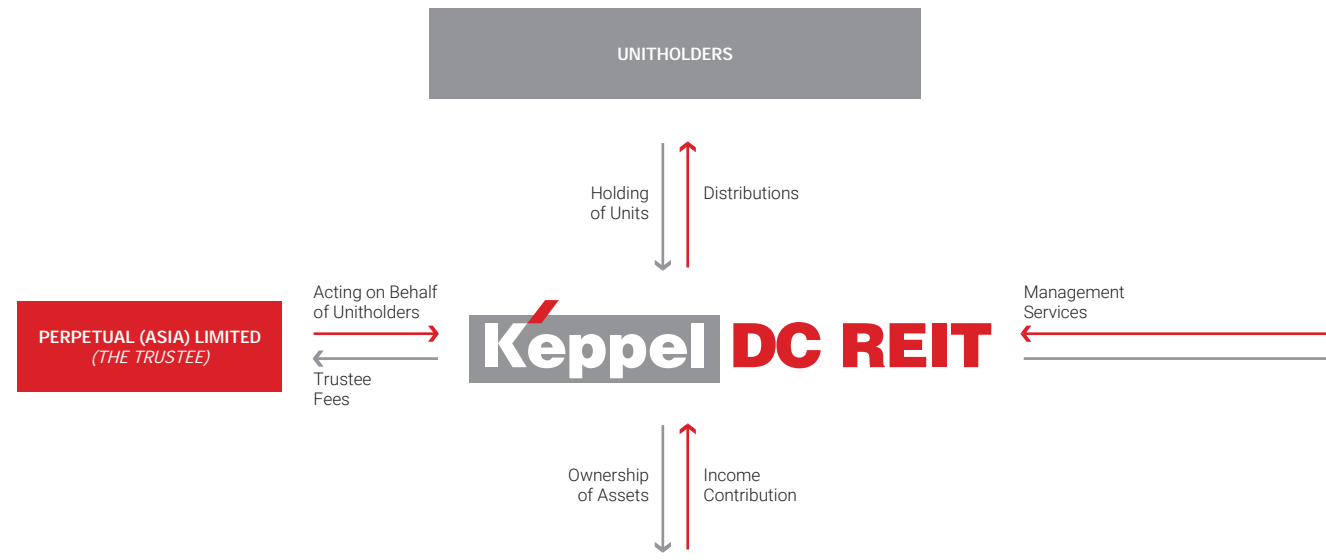 UNITHOLDERS
Holding
of Units
Distributions
Acting on Behalf
of Unitholders
Management
Services
PERPETUAL (ASIA) LIMITED
(THE TRUSTEE)
Keppel DC REIT
Trustee
Fees
Ownership
of Assets
Income
Contribution